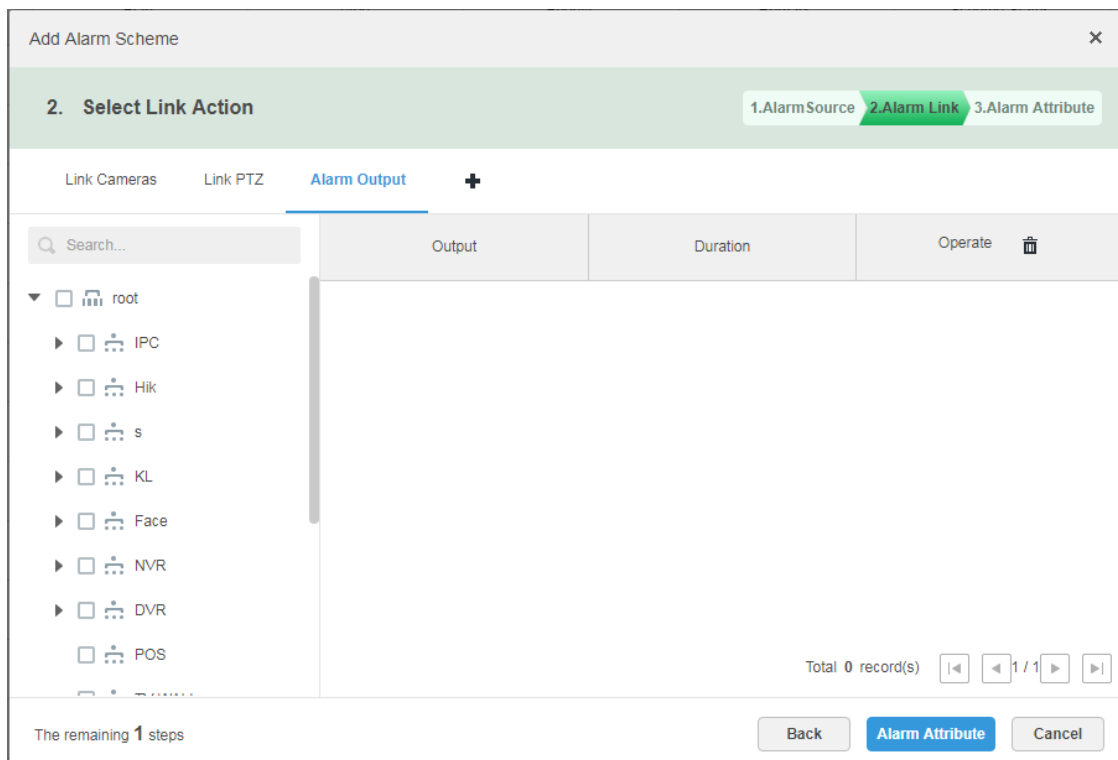 Add Alarm Scheme
2. Select Link Action
1.Alarm Source 2.Alarm Link 3.Alarm Attribute
Link Cameras Link PTZ Alarm Output
Search...
Output Duration Operate
root
IPC
Hik
s
KL
Face
NVR
DVR
POS
Total 0 record(s) 1 / 1
The remaining 1 steps
Back Alarm Attribute Cancel